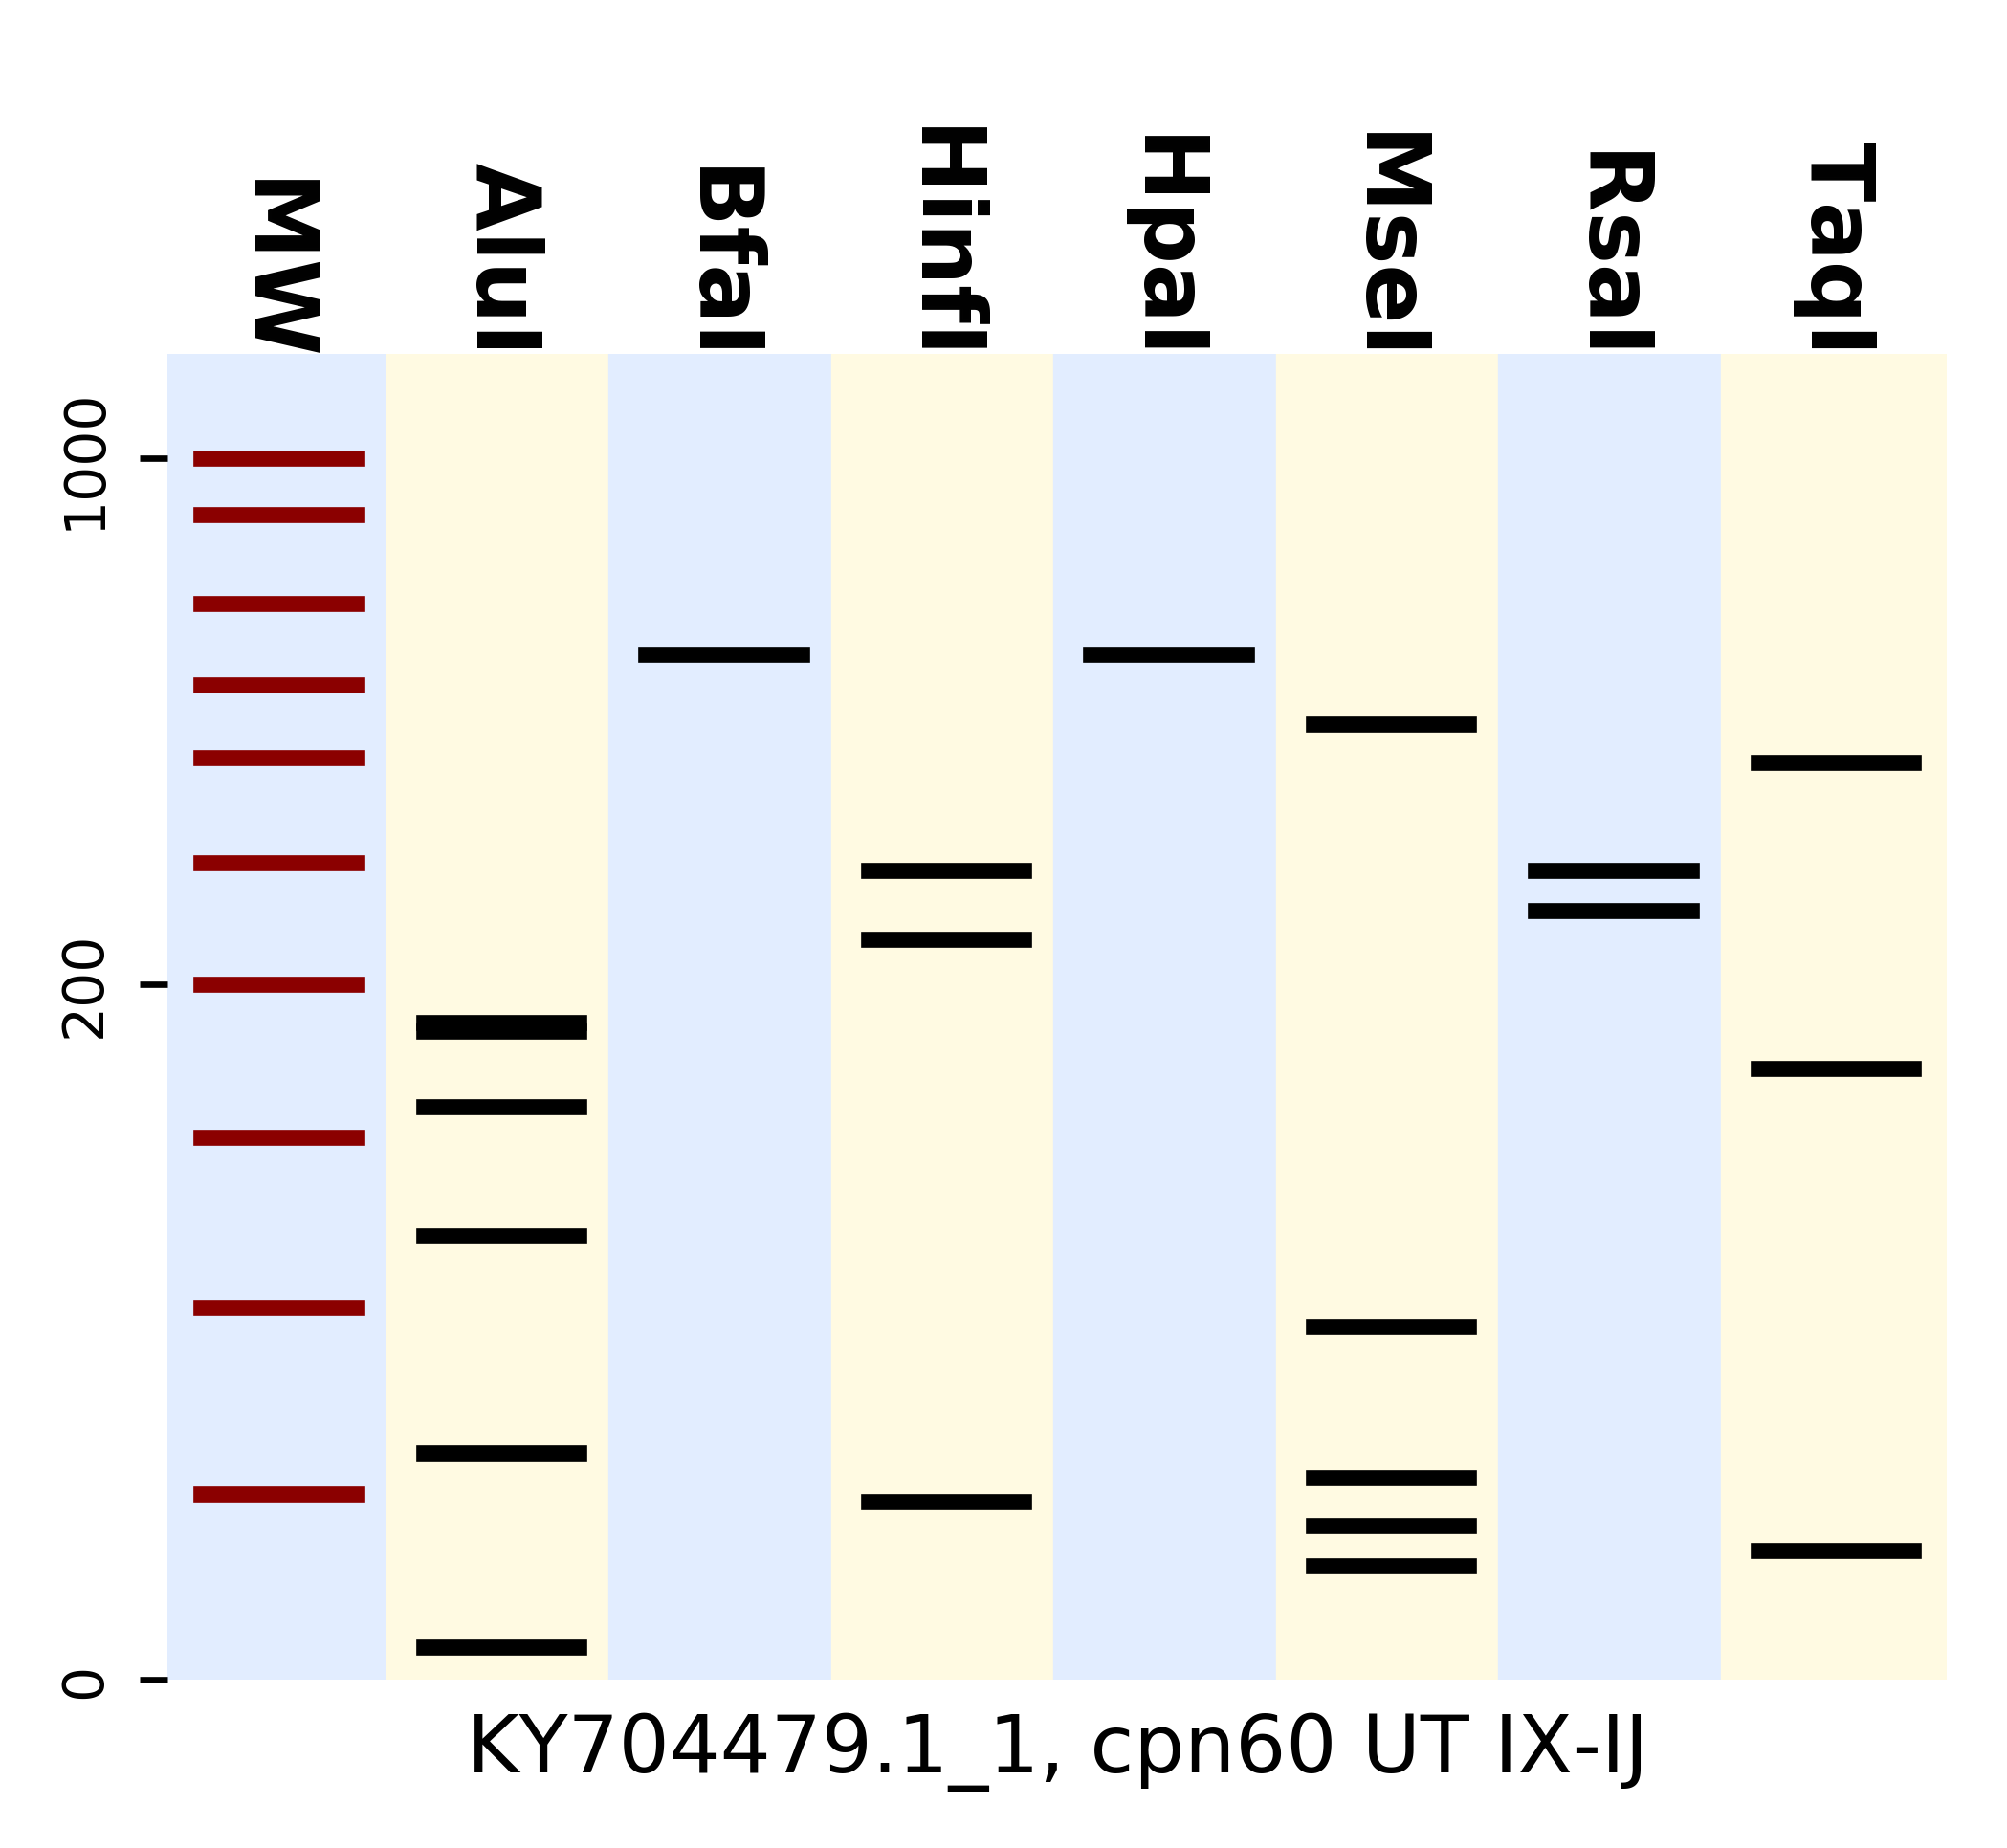 MW
AluI
BfaI
HinfI
HpaI
MseI
RsaI
TaqI
1000
200
0
KY704479.1_1, cpn60 UT IX-IJ